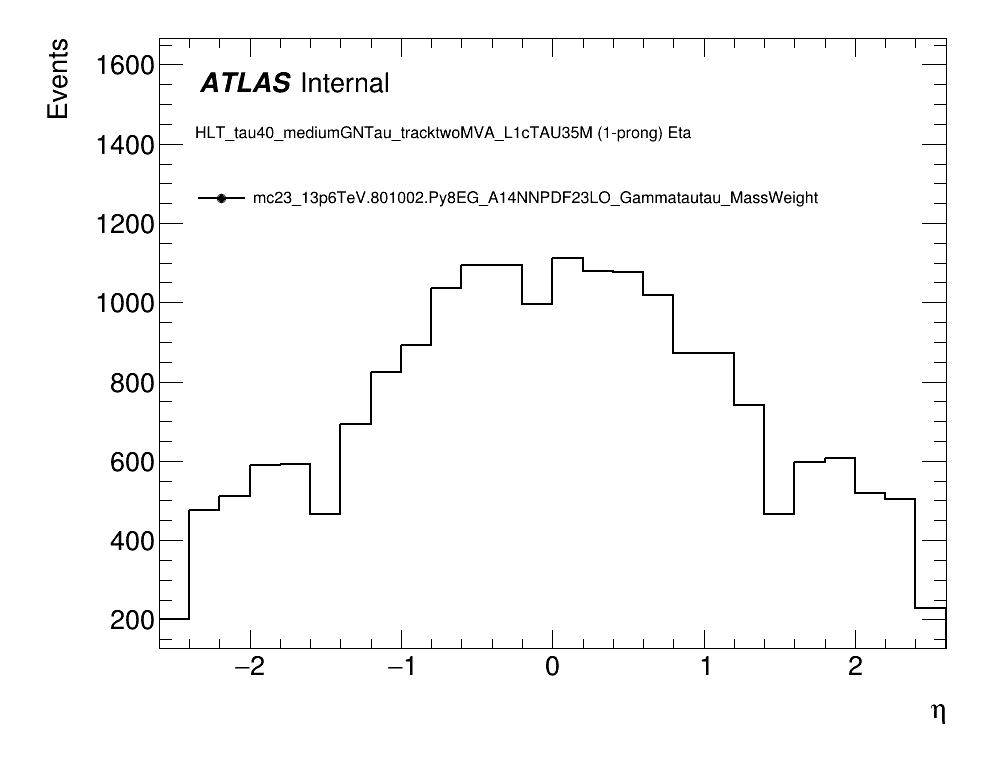 Events
1600
1400
1200
1000
800
600
400
200
ATLAS Internal
HLT_tau40_mediumGNTau_tracktwoMVA_L1cTAU35M (1-prong) Eta
mc23_13p6TeV.801002.Py8EG_A14NNPDF23LO_Gammatautau_MassWeight
−2 −1 0 1 2
η